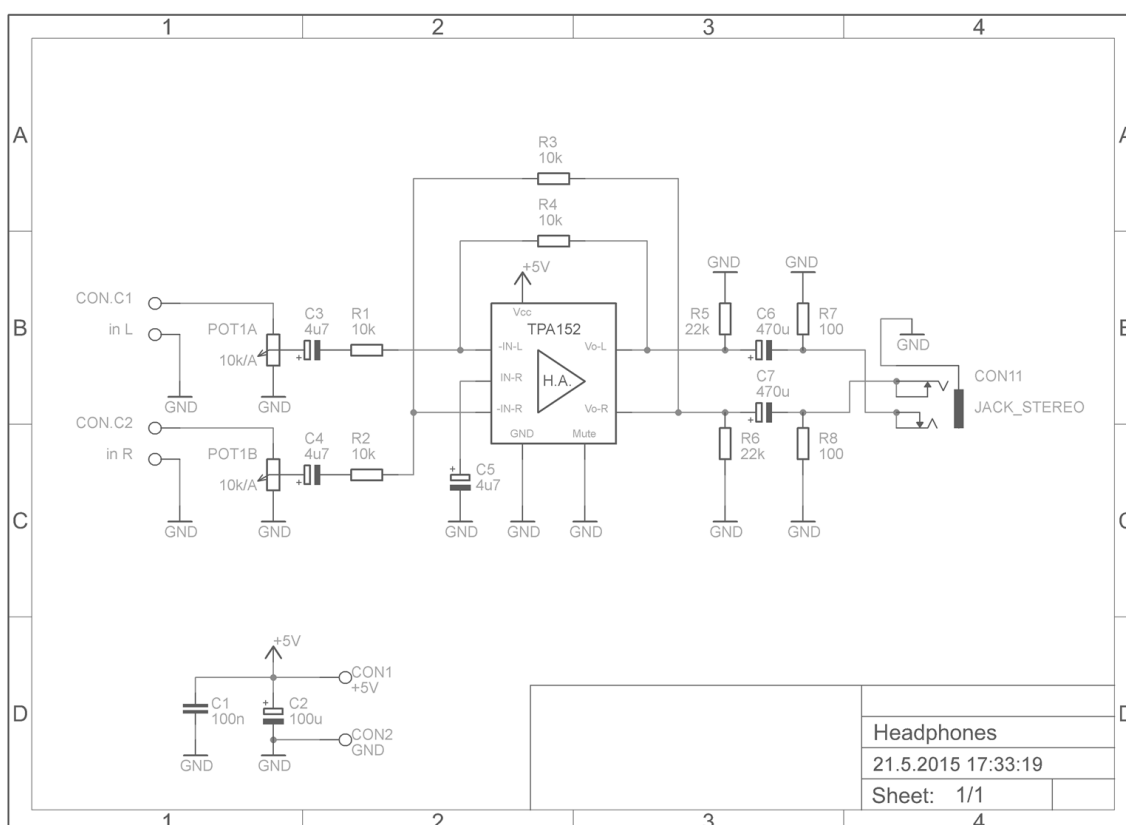 1 2 3 4
A A
R3
10k
R4
10k
+5V
GND GND
CON.C1
in L
B B
POT1A
10k/A
C3
4u7
R1
10k
Vcc
TPA152
-IN-L Vo-L
IN-R H.A.
-IN-R Vo-R
GND Mute
R5
22k
C6
470u
R7
100
GND
C7
470u
CON11
JACK_STEREO
GND GND
CON.C2
in R
POT1B
10k/A
C4
4u7
R2
10k
C5
4u7
R6
22k
R8
100
C C
GND GND GND GND GND GND GND
+5V
CON1
+5V
D D
C1
100n
C2
100u
CON2
GND
GND GND
Headphones
21.5.2015 17:33:19
Sheet: 1/1
1 2 3 4